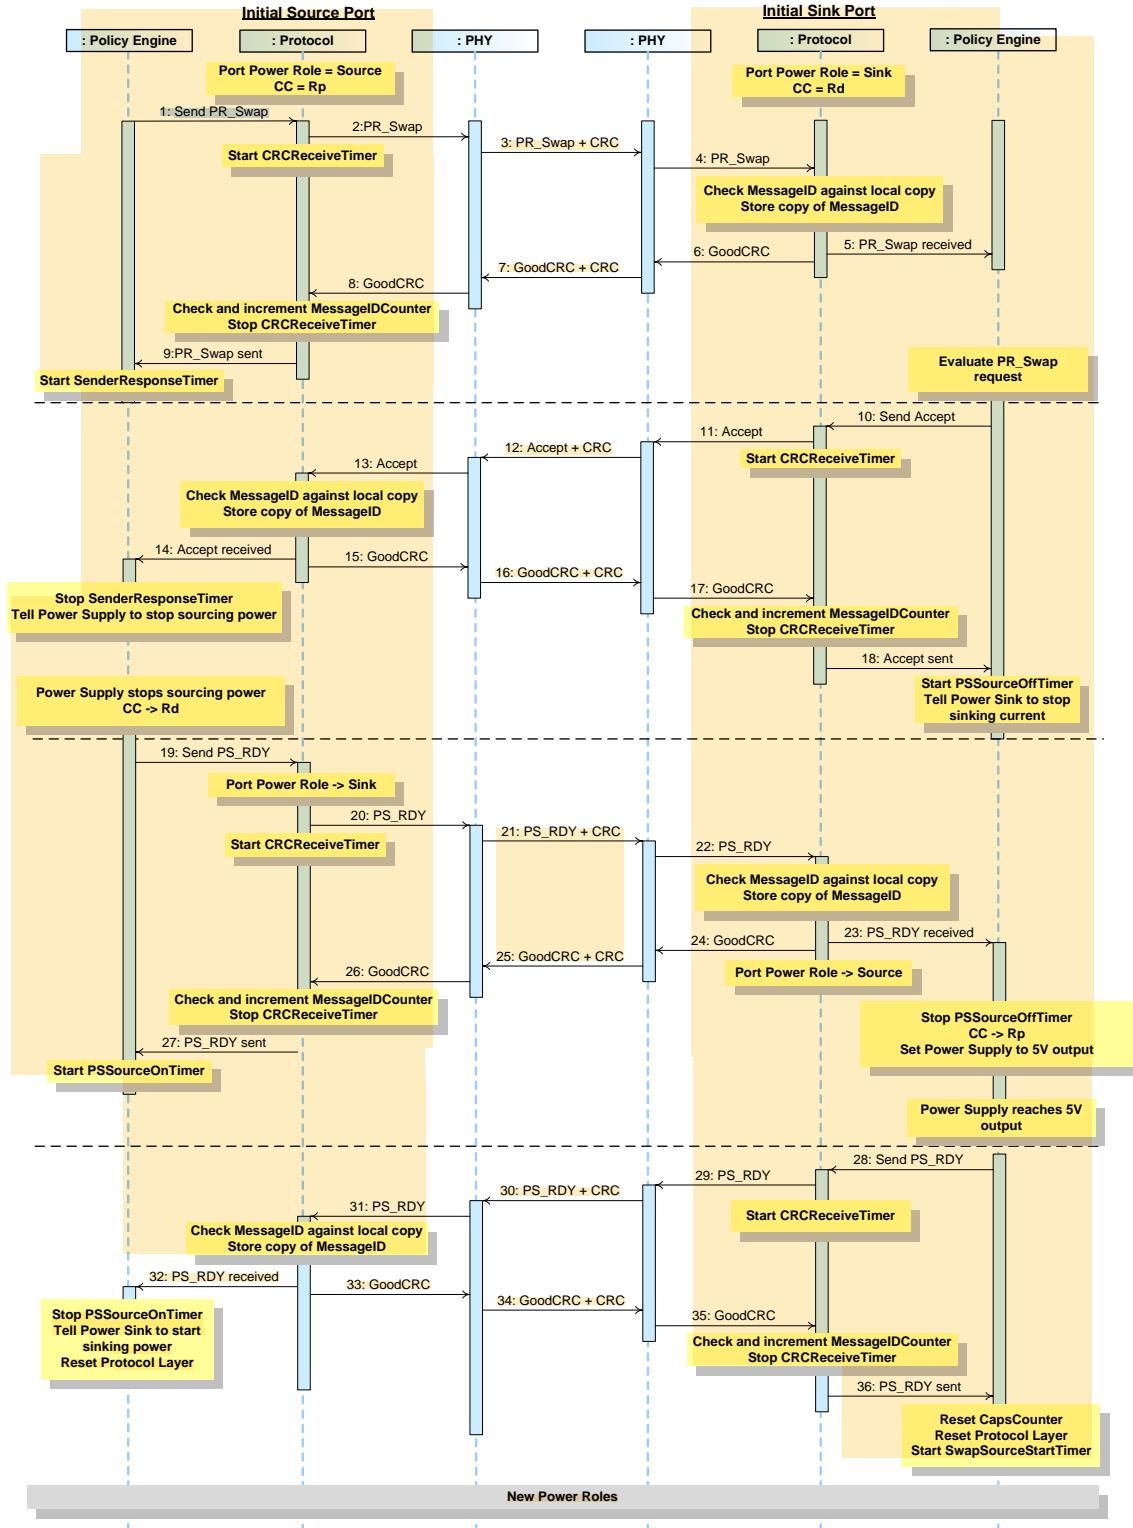 Initial Source Port
Initial Sink Port
: Policy Engine
: Protocol
: PHY
: PHY
: Protocol
: Policy Engine
Port Power Role = Source
CC = Rp
Port Power Role = Sink
CC = Rd
1: Send PR_Swap
2:PR_Swap
Start CRCReceiveTimer
3: PR_Swap + CRC
4: PR_Swap
Check MessageID against local copy
Store copy of MessageID
5: PR_Swap received
6: GoodCRC
7: GoodCRC + CRC
8: GoodCRC
Check and increment MessageIDCounter
Stop CRCReceiveTimer
9:PR_Swap sent
Start SenderResponseTimer
Evaluate PR_Swap
request
10: Send Accept
11: Accept
Start CRCReceiveTimer
12: Accept + CRC
13: Accept
Check MessageID against local copy
Store copy of MessageID
14: Accept received
15: GoodCRC
16: GoodCRC + CRC
17: GoodCRC
Stop SenderResponseTimer
Tell Power Supply to stop sourcing power
Check and increment MessageIDCounter
Stop CRCReceiveTimer
18: Accept sent
Start PSSourceOffTimer
Tell Power Sink to stop
sinking current
Power Supply stops sourcing power
CC -> Rd
19: Send PS_RDY
Port Power Role -> Sink
20: PS_RDY
Start CRCReceiveTimer
21: PS_RDY + CRC
22: PS_RDY
Check MessageID against local copy
Store copy of MessageID
23: PS_RDY received
24: GoodCRC
25: GoodCRC + CRC
26: GoodCRC
Port Power Role -> Source
Check and increment MessageIDCounter
Stop CRCReceiveTimer
Stop PSSourceOffTimer
CC -> Rp
Set Power Supply to 5V output
27: PS_RDY sent
Start PSSourceOnTimer
Power Supply reaches 5V
output
28: Send PS_RDY
29: PS_RDY
Start CRCReceiveTimer
30: PS_RDY + CRC
31: PS_RDY
Check MessageID against local copy
Store copy of MessageID
32: PS_RDY received
33: GoodCRC
34: GoodCRC + CRC
35: GoodCRC
Stop PSSourceOnTimer
Tell Power Sink to start
sinking power
Reset Protocol Layer
Check and increment MessageIDCounter
Stop CRCReceiveTimer
36: PS_RDY sent
Reset CapsCounter
Reset Protocol Layer
Start SwapSourceStartTimer
New Power Roles